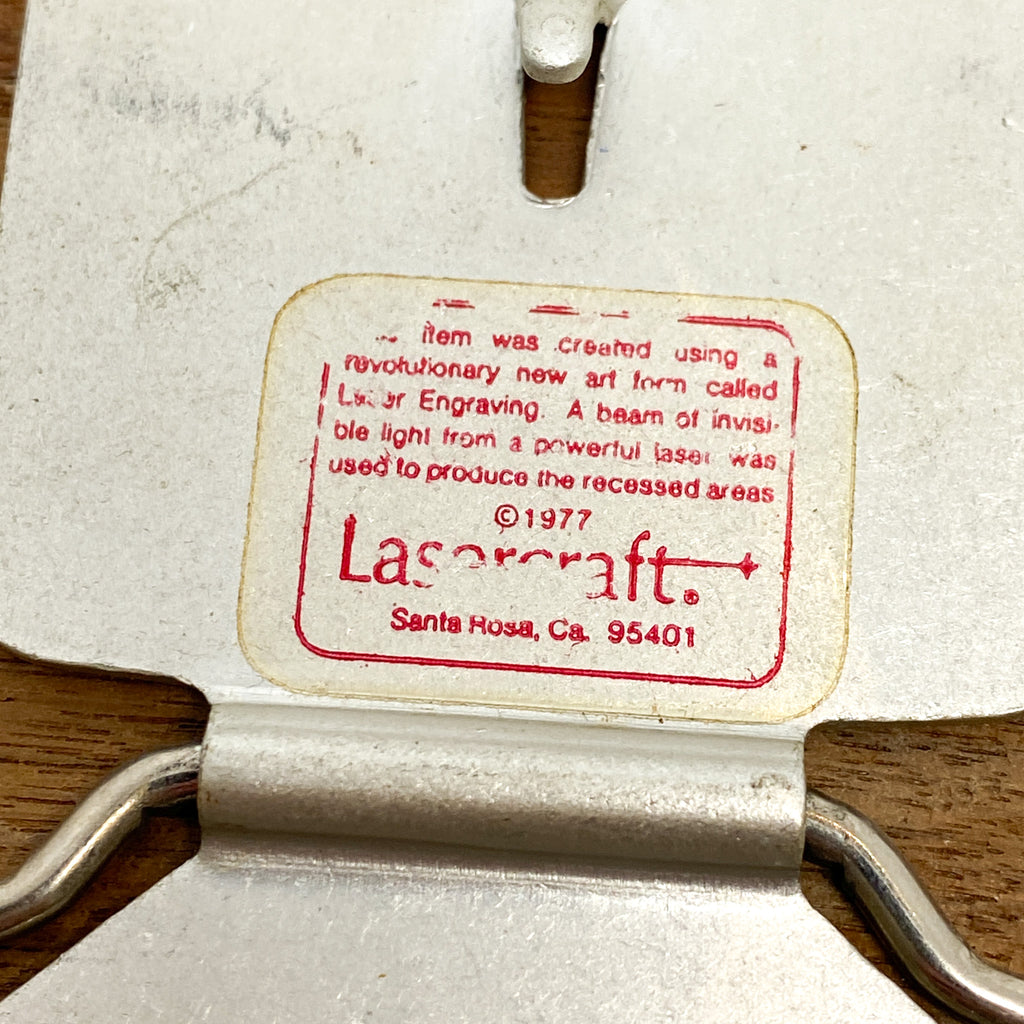 item was created using a
revolutionary new art form called
Laser Engraving. A beam of invisi-
ble light from a powerful laser was
used to produce the recessed areas
©1977
Lasercraft.®
Santa Rosa, Ca. 95401